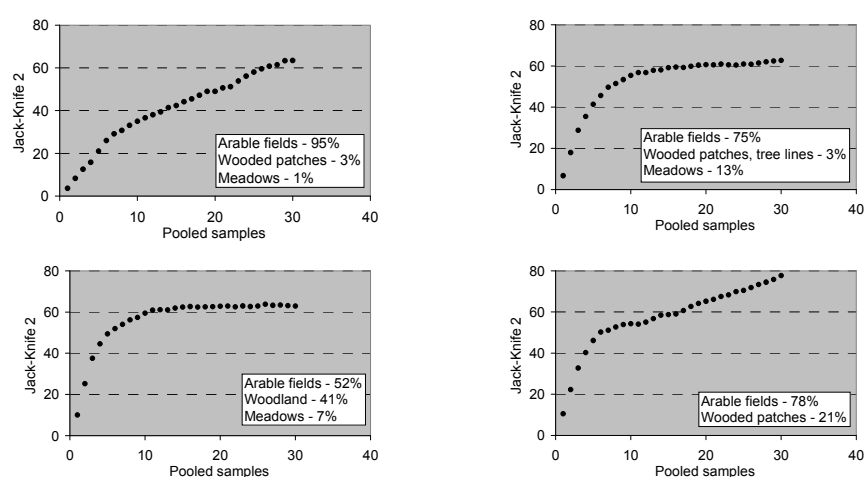 80
60
40
20
0
Jack-Knife 2
Arable fields - 95%
Wooded patches - 3%
Meadows - 1%
0 10 20 30 40
Pooled samples
80
60
40
20
0
Jack-Knife 2
Arable fields - 75%
Wooded patches, tree lines - 3%
Meadows - 13%
0 10 20 30 40
Pooled samples
80
60
40
20
0
Jack-Knife 2
Arable fields - 52%
Woodland - 41%
Meadows - 7%
0 10 20 30 40
Pooled samples
80
60
40
20
0
Jack-Knife 2
Arable fields - 78%
Wooded patches - 21%
0 10 20 30 40
Pooled samples